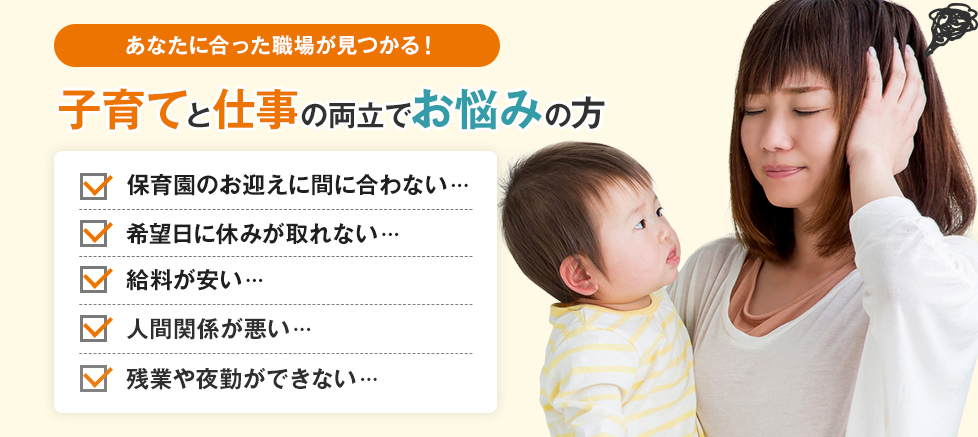 あなたに合った職場が見つかる！
子育てと仕事の両立でお悩みの方
保育園のお迎えに間に合わない…
希望日に休みが取れない…
給料が安い…
人間関係が悪い…
残業や夜勤ができない…